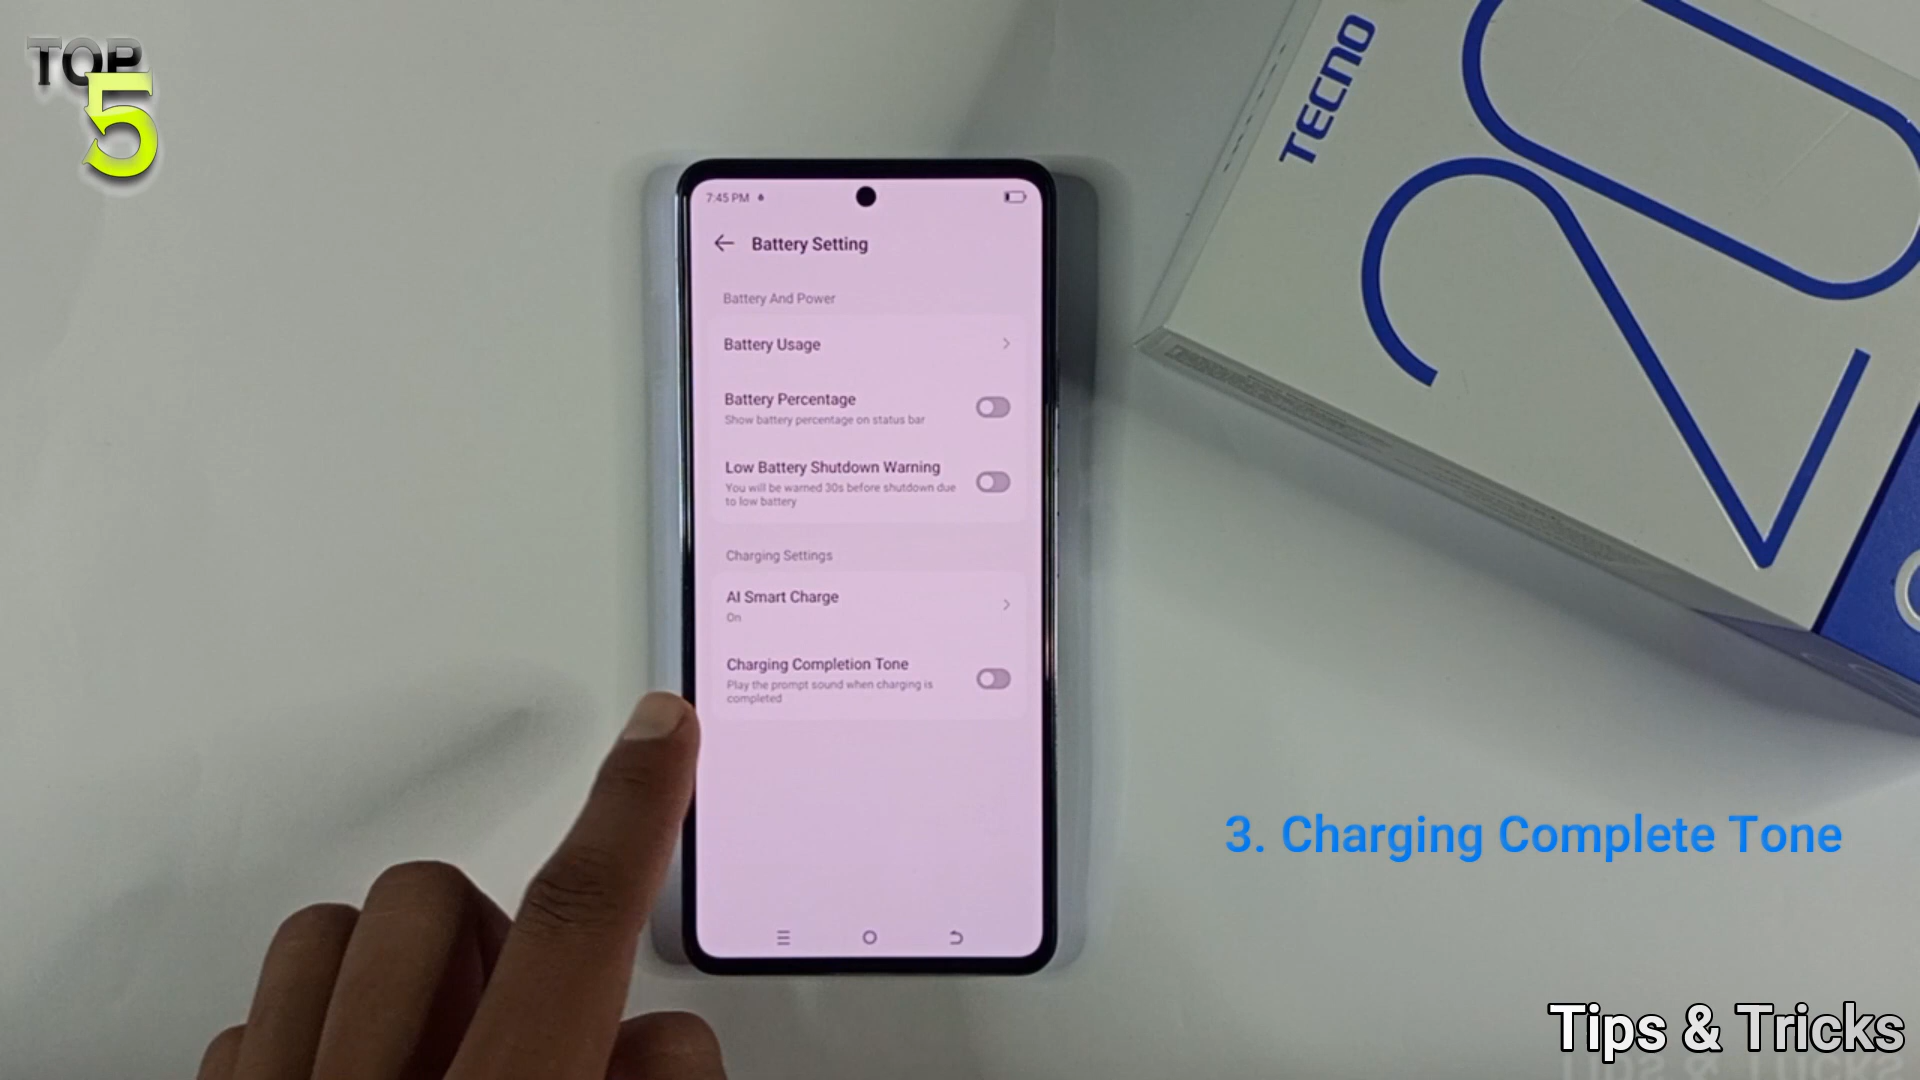 TOP
5
TECNO
20
7:45 PM
Battery Setting
Battery And Power
Battery Usage
Battery Percentage
Show battery percentage on status bar
Low Battery Shutdown Warning
You will be warned 30s before shutdown due
to low battery
Charging Settings
AI Smart Charge
On
Charging Completion Tone
Play the prompt sound when charging is
completed
3. Charging Complete Tone
Tips & Tricks